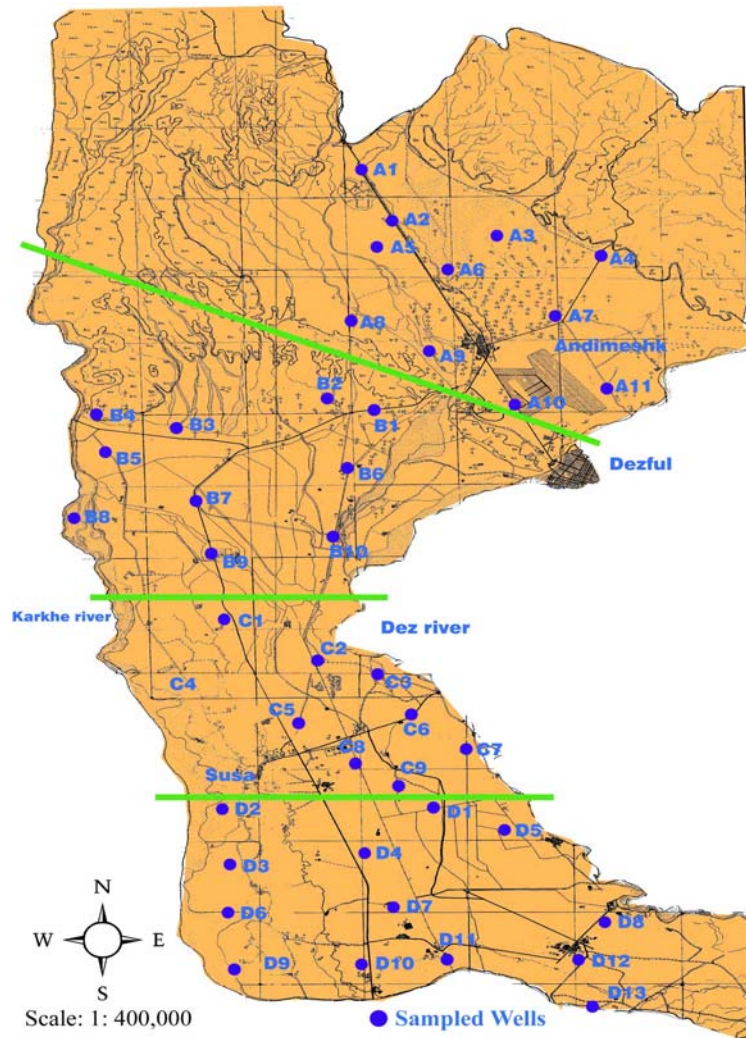 A1
A2
A3
A5
A4
A6
A8
A7
A9
Andimeshk
A11
B2
A10
B1
B4
B3
B5
Dezful
B6
B7
B8
B10
B9
Karkhe river
C1
Dez river
C2
C4
C3
C5
C6
C7
C8
Susa
C9
D2
D1
D5
D4
D3
D7
D6
D8
N
W
E
S
D11
D9
D10
D12
D13
Scale: 1: 400,000
Sampled Wells